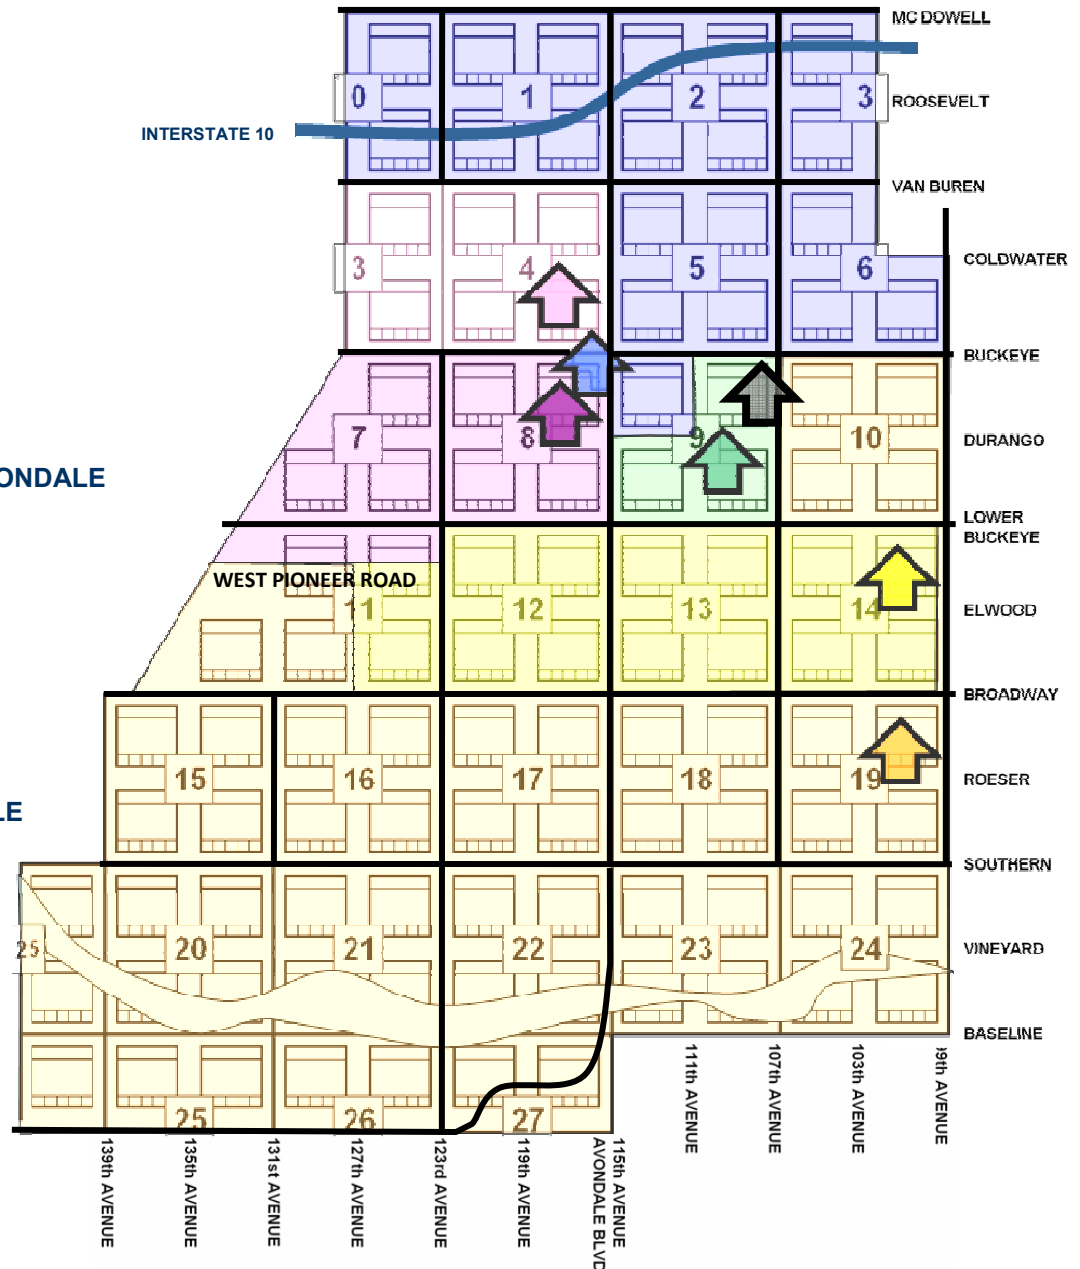 MC DOWELL
0
1
2
3
ROOSEVELT
INTERSTATE 10
VAN BUREN
3
4
5
6
COLDWATER
BUCKEYE
7
8
9
10
DURANGO
ONDALE
LOWER
BUCKEYE
WEST PIONEER ROAD
11
12
13
14
ELWOOD
BROADWAY
15
16
17
18
19
ROESER
LE
SOUTHERN
25
20
21
22
23
24
VINEYARD
BASELINE
25
26
27
139th AVENUE
135th AVENUE
131st AVENUE
127th AVENUE
123rd AVENUE
119th AVENUE
115th AVENUE
AVONDALE BLVD
111th AVENUE
107th AVENUE
103th AVENUE
99th AVENUE